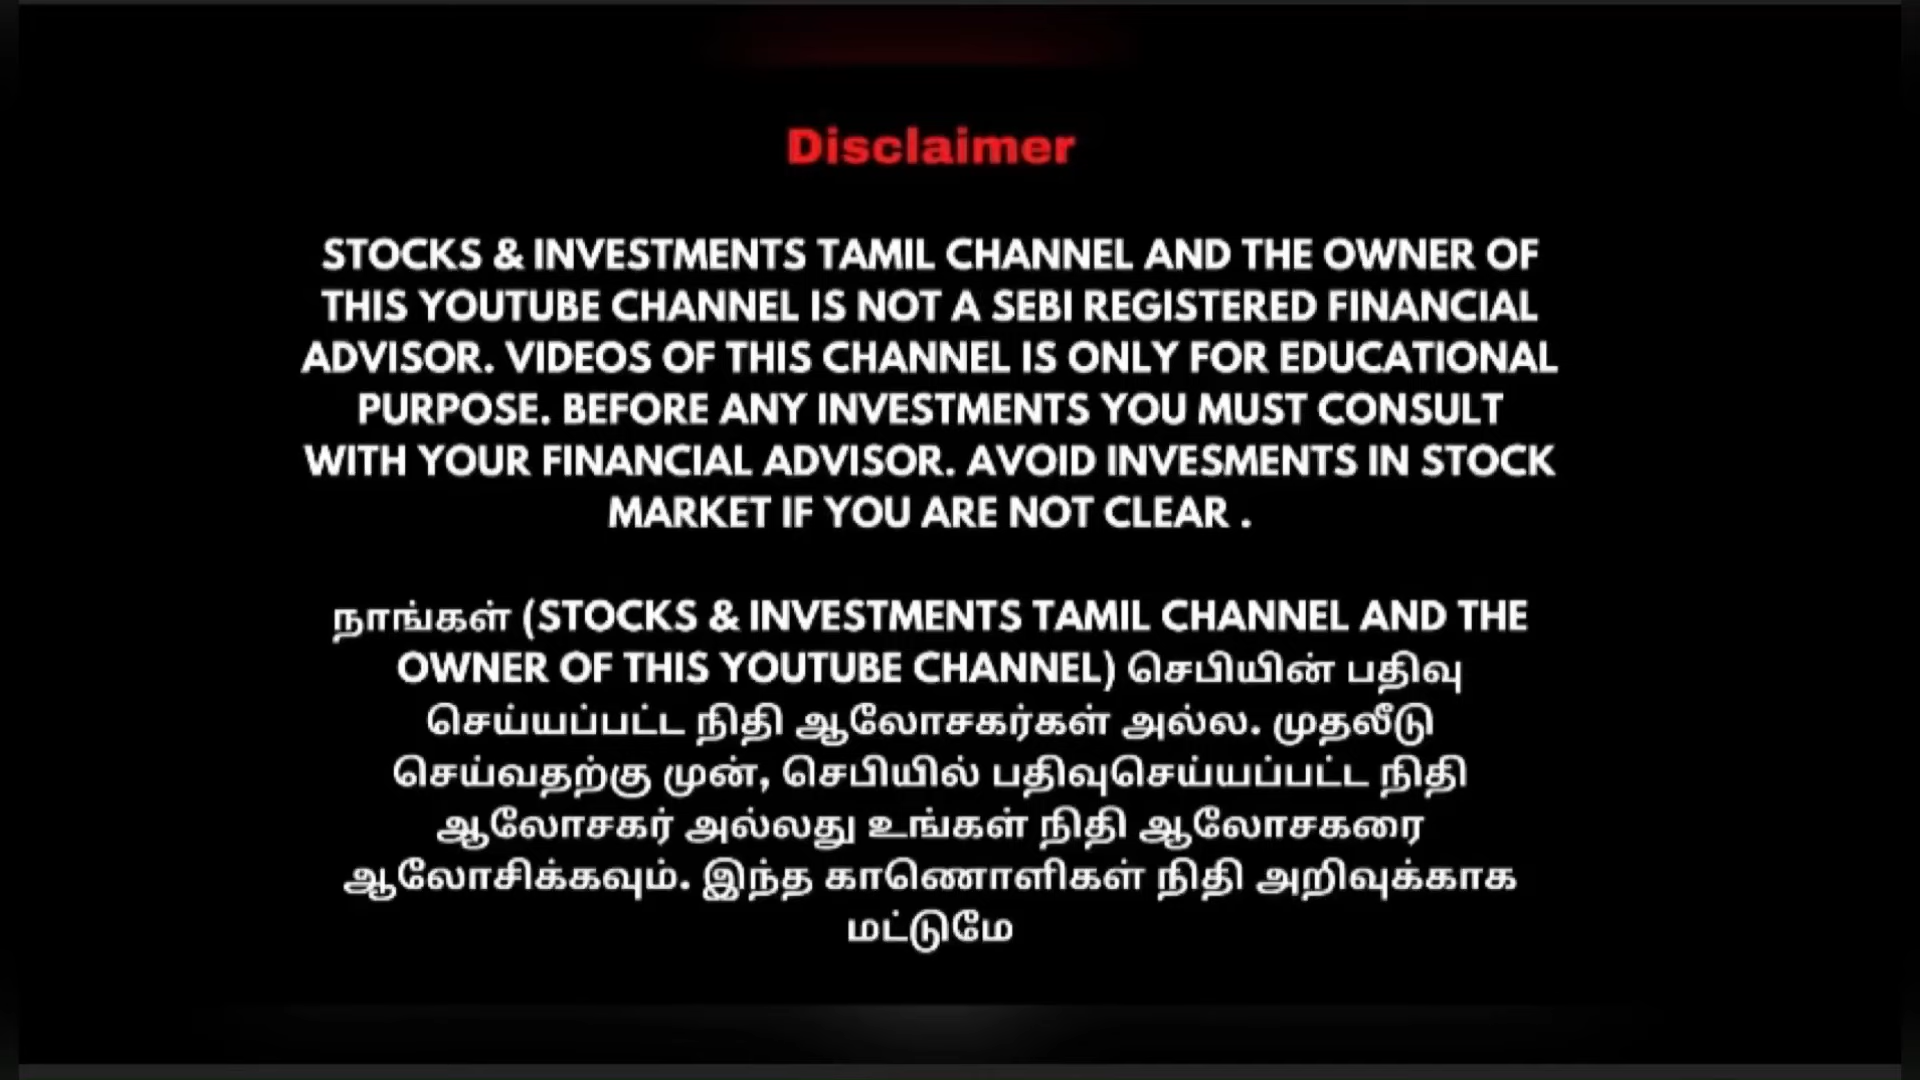 Disclaimer
STOCKS & INVESTMENTS TAMIL CHANNEL AND THE OWNER OF
THIS YOUTUBE CHANNEL IS NOT A SEBI REGISTERED FINANCIAL
ADVISOR. VIDEOS OF THIS CHANNEL IS ONLY FOR EDUCATIONAL
PURPOSE. BEFORE ANY INVESTMENTS YOU MUST CONSULT
WITH YOUR FINANCIAL ADVISOR. AVOID INVESMENTS IN STOCK
MARKET IF YOU ARE NOT CLEAR .
நாங்கள் (STOCKS & INVESTMENTS TAMIL CHANNEL AND THE
OWNER OF THIS YOUTUBE CHANNEL) செபியின் பதிவு
செய்யப்பட்ட நிதி ஆலோசகர்கள் அல்ல. முதலீடு
செய்வதற்கு முன், செபியில் பதிவுசெய்யப்பட்ட நிதி
ஆலோசகர் அல்லது உங்கள் நிதி ஆலோசகரை
ஆலோசிக்கவும். இந்த காணொளிகள் நிதி அறிவுக்காக
மட்டுமே